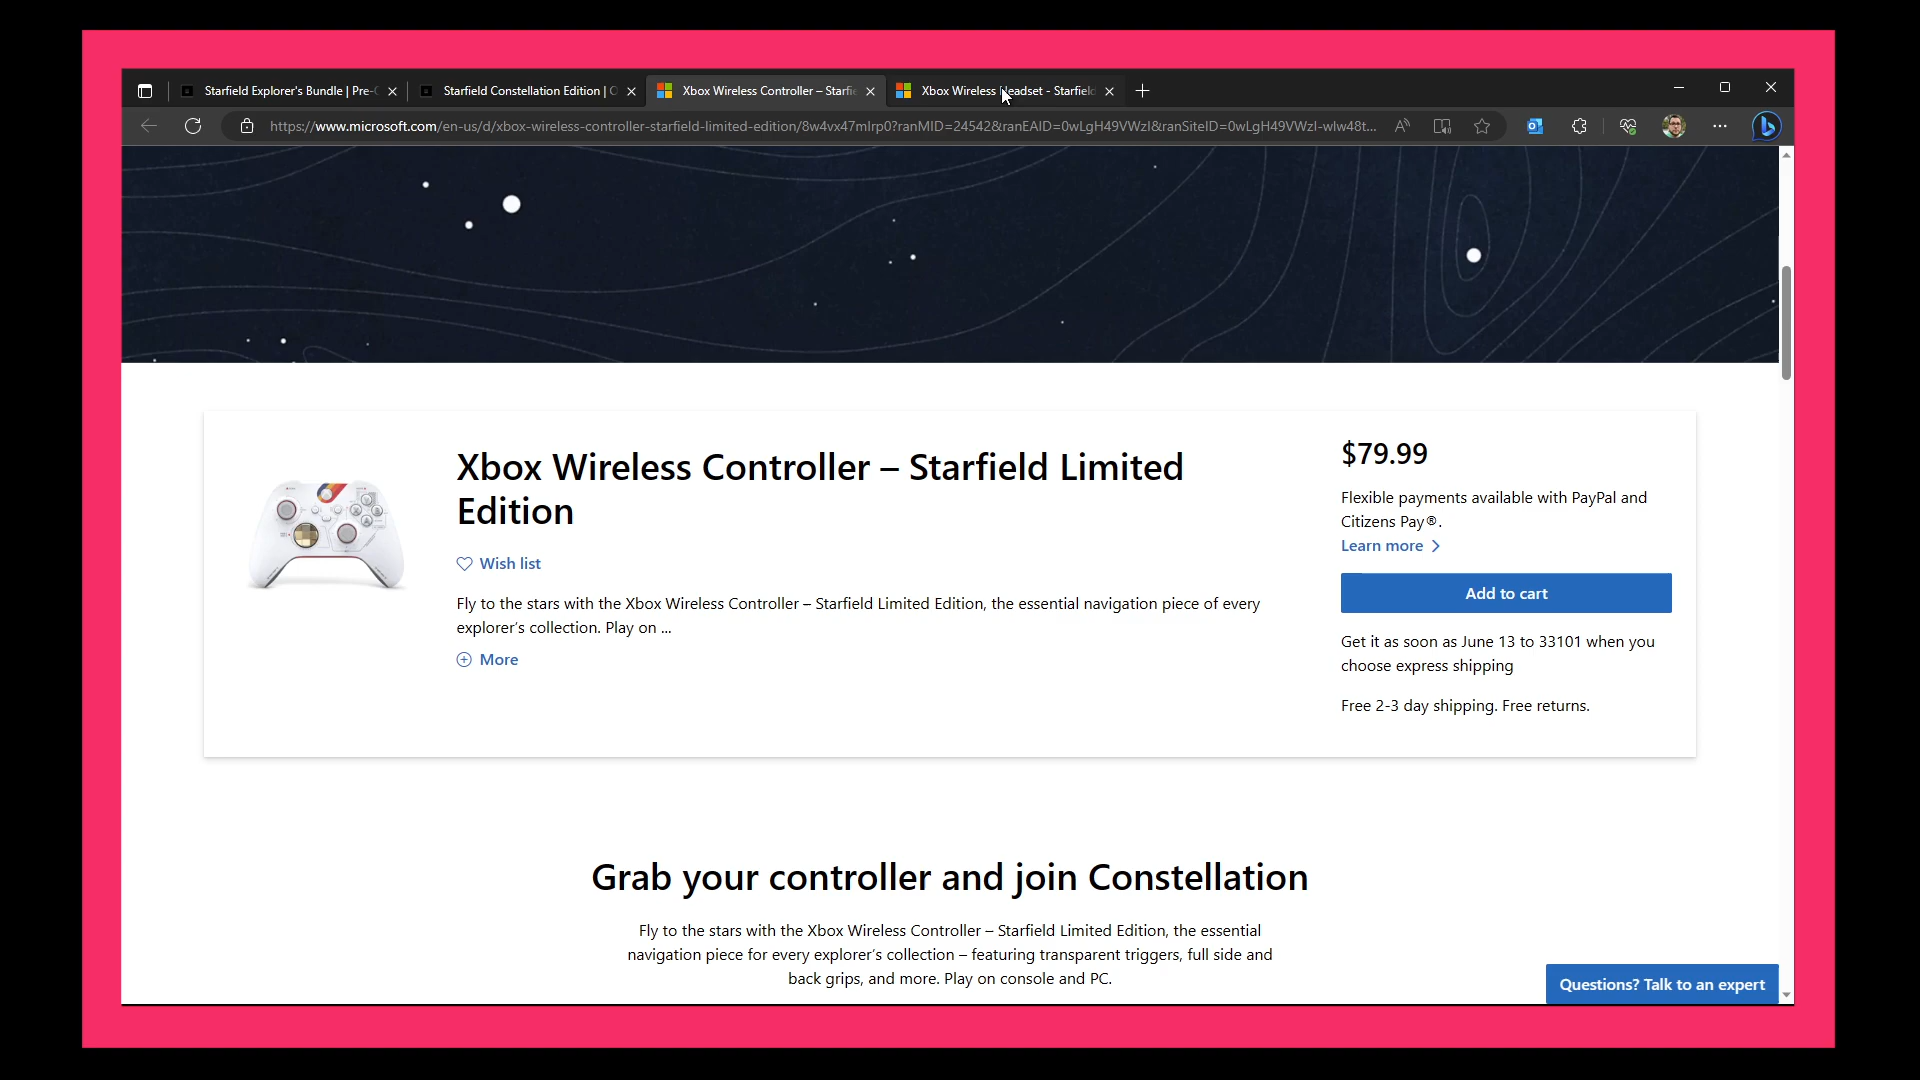 Starfield Explorer's Bundle | Pre-
Starfield Constellation Edition |
Xbox Wireless Controller – Starfie
Xbox Wireless Headset - Starfield
https://www.microsoft.com/en-us/d/xbox-wireless-controller-starfield-limited-edition/8w4vx47mlrp0?ranMID=24542&ranEAID=0wLgH49VWzI&ranSiteID=0wLgH49VWzI-wlw48t...
Xbox Wireless Controller – Starfield Limited
Edition
Wish list
Fly to the stars with the Xbox Wireless Controller – Starfield Limited Edition, the essential navigation piece of every
explorer's collection. Play on ...
More
$79.99
Flexible payments available with PayPal and
Citizens Pay®.
Learn more
Add to cart
Get it as soon as June 13 to 33101 when you
choose express shipping
Free 2-3 day shipping. Free returns.
Grab your controller and join Constellation
Fly to the stars with the Xbox Wireless Controller – Starfield Limited Edition, the essential
navigation piece for every explorer's collection – featuring transparent triggers, full side and
back grips, and more. Play on console and PC.
Questions? Talk to an expert